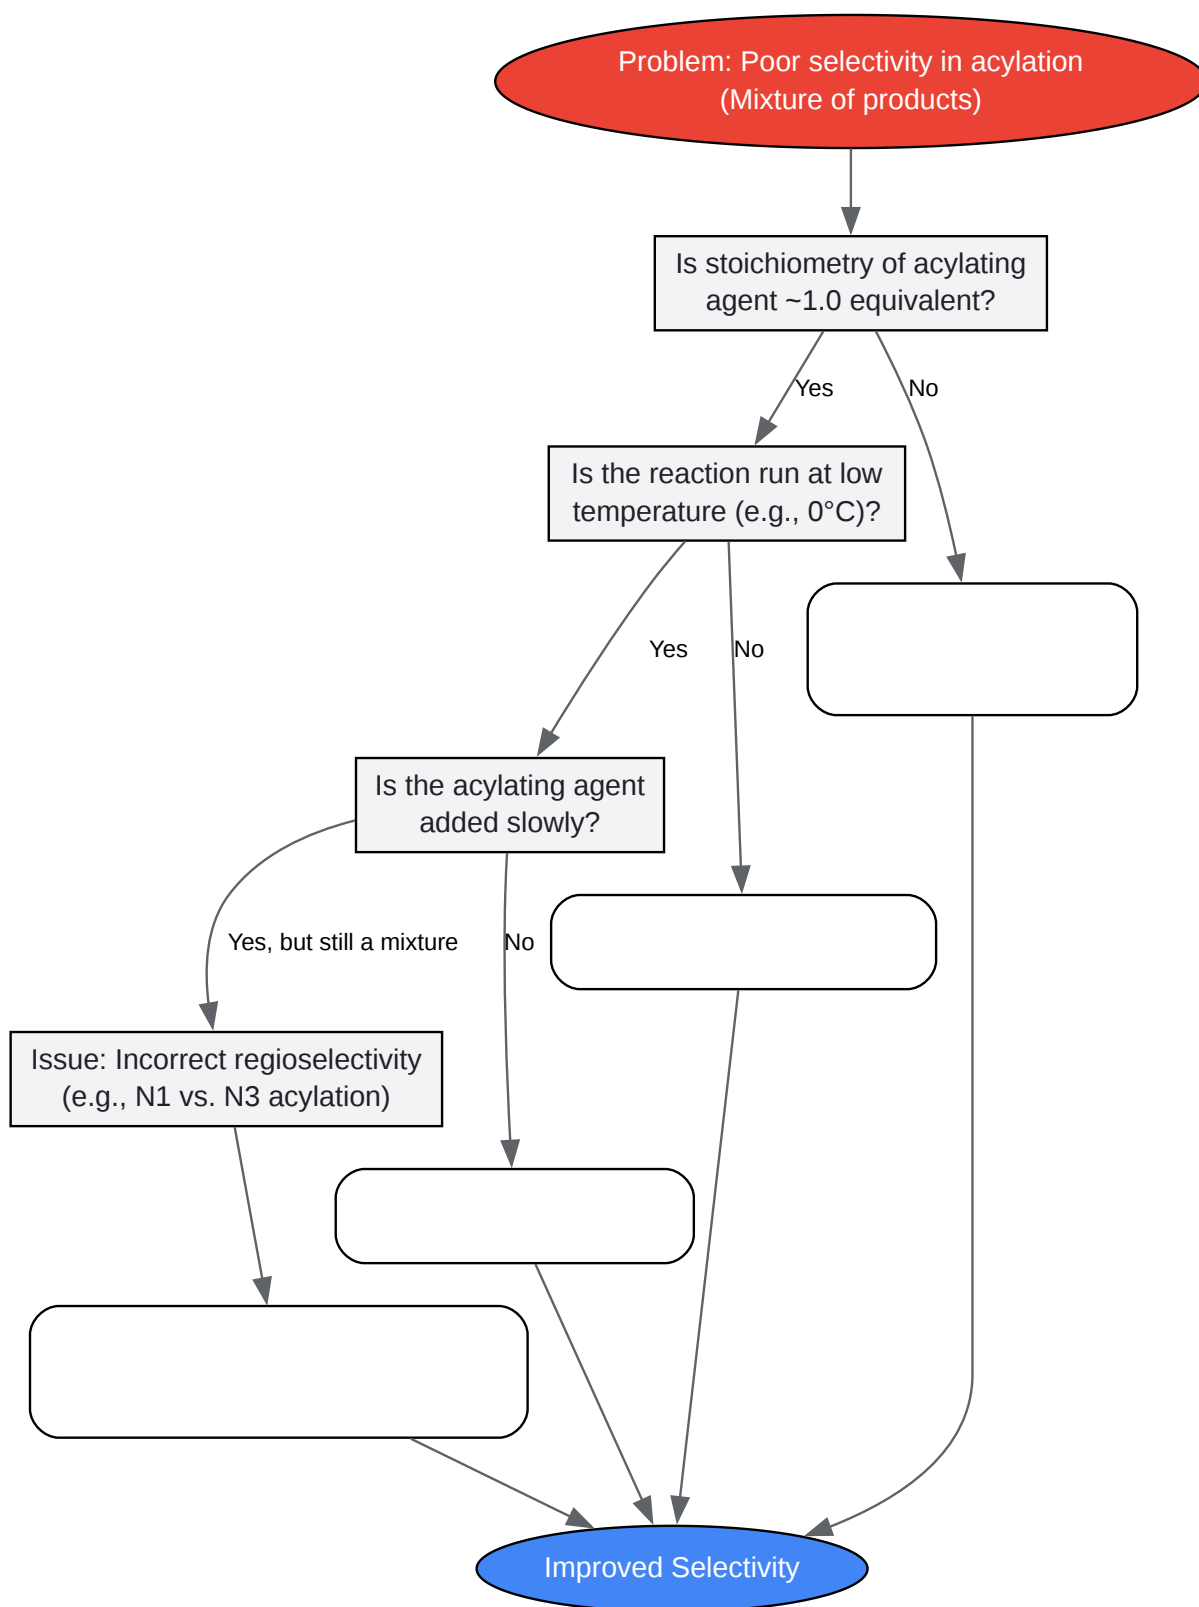 Problem: Poor selectivity in acylation
(Mixture of products)
Is stoichiometry of acylating
agent ~1.0 equivalent?
Yes
No
Is the reaction run at low
temperature (e.g., 0°C)?
Yes
No
Is the acylating agent
added slowly?
Yes, but still a mixture
No
Issue: Incorrect regioselectivity
(e.g., N1 vs. N3 acylation)
Improved Selectivity